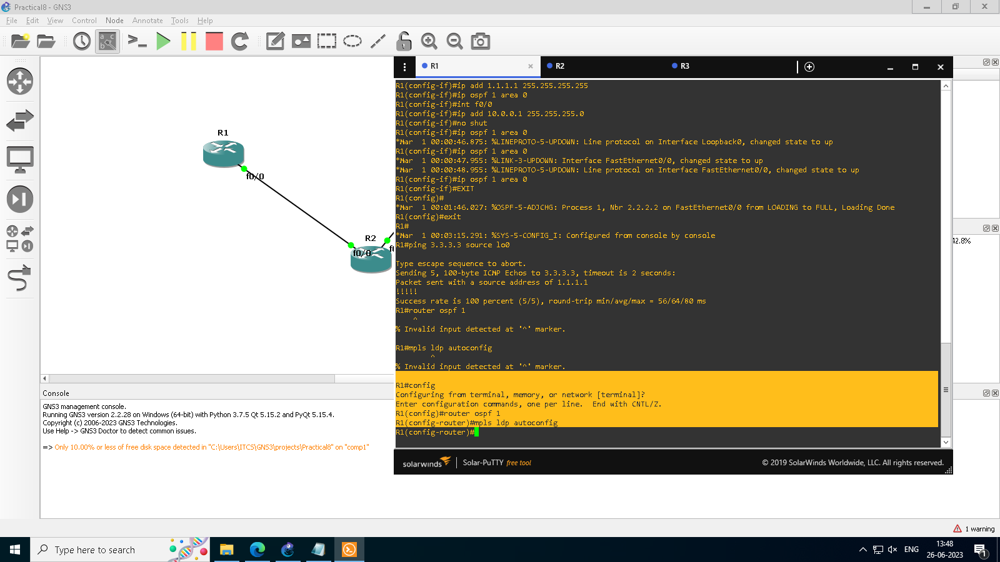 Practical8 - GNS3
File Edit View Control Node Annotate Tools Help
R1
f0/0
R2
f0/0
R1 R2 R3
R1(config-if)#ip add 1.1.1.1 255.255.255.255
R1(config-if)#ip ospf 1 area 0
R1(config-if)#int f0/0
R1(config-if)#ip add 10.0.0.1 255.255.255.0
R1(config-if)#no shut
R1(config-if)#ip ospf 1 area 0
*Mar  1 00:00:46.875: %LINEPROTO-5-UPDOWN: Line protocol on Interface Loopback0, changed state to up
R1(config-if)#ip ospf 1 area 0
*Mar  1 00:00:47.955: %LINK-3-UPDOWN: Interface FastEthernet0/0, changed state to up
*Mar  1 00:00:48.955: %LINEPROTO-5-UPDOWN: Line protocol on Interface FastEthernet0/0, changed state to up
R1(config-if)#ip ospf 1 area 0
R1(config-if)#EXIT
R1(config)#
*Mar  1 00:01:46.027: %OSPF-5-ADJCHG: Process 1, Nbr 2.2.2.2 on FastEthernet0/0 from LOADING to FULL, Loading Done
R1(config)#exit
R1#
*Mar  1 00:03:15.291: %SYS-5-CONFIG_I: Configured from console by console
R1#ping 3.3.3.3 source lo0
Type escape sequence to abort.
Sending 5, 100-byte ICMP Echos to 3.3.3.3, timeout is 2 seconds:
Packet sent with a source address of 1.1.1.1
!!!!!
Success rate is 100 percent (5/5), round-trip min/avg/max = 56/64/80 ms
R1#router ospf 1
^
% Invalid input detected at '^' marker.
R1#mpls ldp autoconfig
^
% Invalid input detected at '^' marker.
R1#config
Configuring from terminal, memory, or network [terminal]?
Enter configuration commands, one per line.  End with CNTL/Z.
R1(config)#router ospf 1
R1(config-router)#mpls ldp autoconfig
R1(config-router)#
solarwinds Solar-PuTTY free tool © 2019 SolarWinds Worldwide, LLC. All rights reserved.
42.8%
Console
GNS3 management console.
Running GNS3 version 2.2.28 on Windows (64-bit) with Python 3.7.5 Qt 5.15.2 and PyQt 5.15.4.
Copyright (c) 2006-2023 GNS3 Technologies.
Use Help -> GNS3 Doctor to detect common issues.
=> Only 10.00% or less of free disk space detected in "C:\Users\ITCS\GNS3\projects\Practical8" on "comp1"
1 warning
Type here to search
ENG
13:48
26-06-2023
1